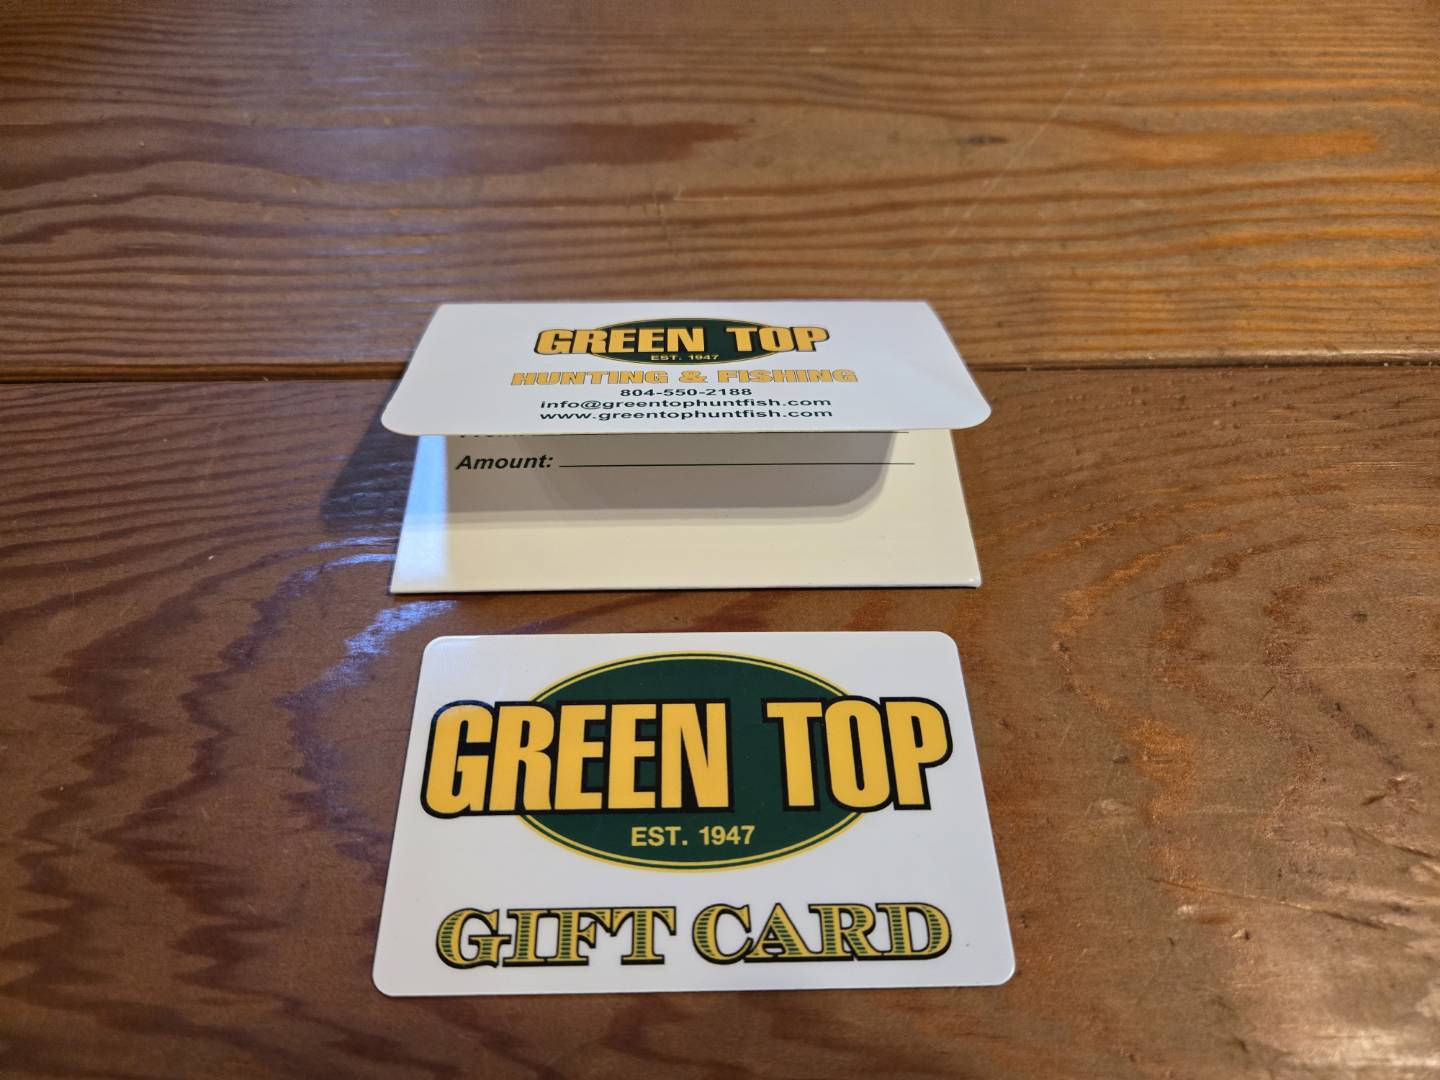 GREEN TOP
EST. 1947
HUNTING & FISHING
804-550-2188
info@greentophuntfish.com
www.greentophuntfish.com
Amount:
GREEN TOP
EST. 1947
GIFT CARD